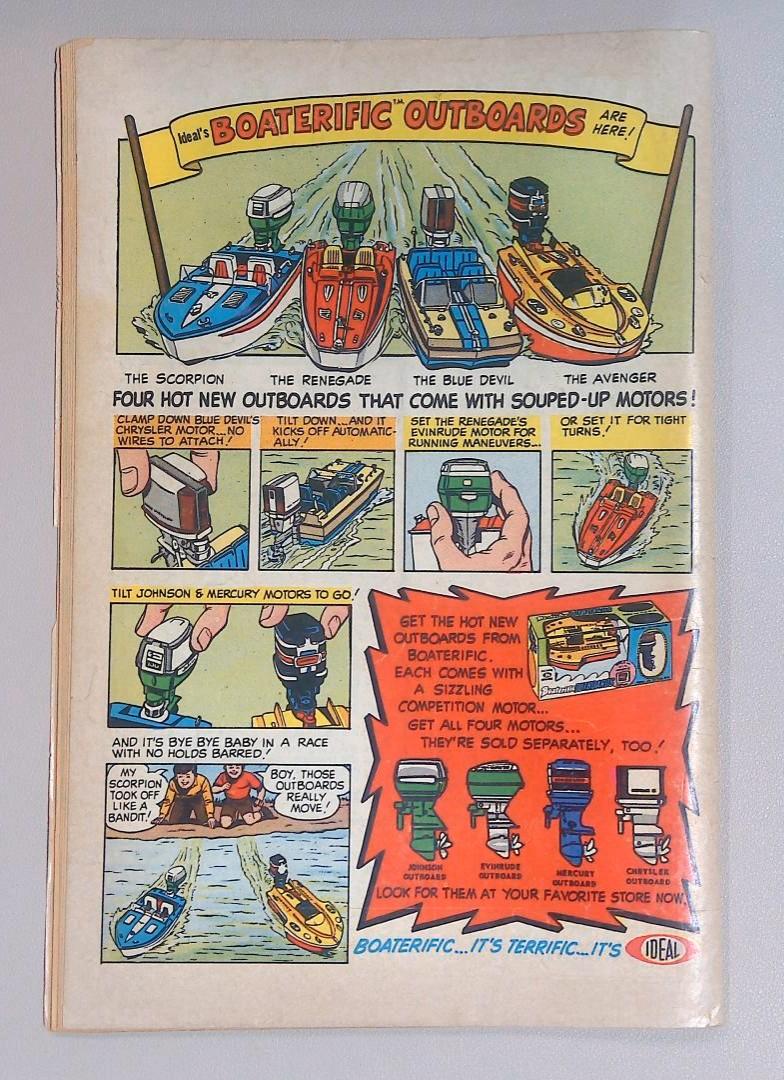 Ideal's BOATERIFIC™ OUTBOARDS ARE
HERE!
THE SCORPION THE RENEGADE THE BLUE DEVIL THE AVENGER
FOUR HOT NEW OUTBOARDS THAT COME WITH SOUPED-UP MOTORS!
CLAMP DOWN BLUE DEVIL'S
CHRYSLER MOTOR...NO
WIRES TO ATTACH!
TILT DOWN...AND IT
KICKS OFF AUTOMATIC-
ALLY!
SET THE RENEGADE'S
EVINRUDE MOTOR FOR
RUNNING MANEUVERS...
OR SET IT FOR TIGHT
TURNS!
TILT JOHNSON & MERCURY MOTORS TO GO!
AND IT'S BYE BYE BABY IN A RACE
WITH NO HOLDS BARRED!
MY
SCORPION
TOOK OFF
LIKE A
BANDIT!
BOY, THOSE
OUTBOARDS
REALLY
MOVE!
GET THE HOT NEW
OUTBOARDS FROM
BOATERIFIC.
EACH COMES WITH
A SIZZLING
COMPETITION MOTOR...
GET ALL FOUR MOTORS...
THEY'RE SOLD SEPARATELY, TOO!
Boaterific
JOHNSON
OUTBOARD
EVINRUDE
OUTBOARD
MERCURY
OUTBOARD
CHRYSLER
OUTBOARD
LOOK FOR THEM AT YOUR FAVORITE STORE NOW
BOATERIFIC...IT'S TERRIFIC...IT'S IDEAL